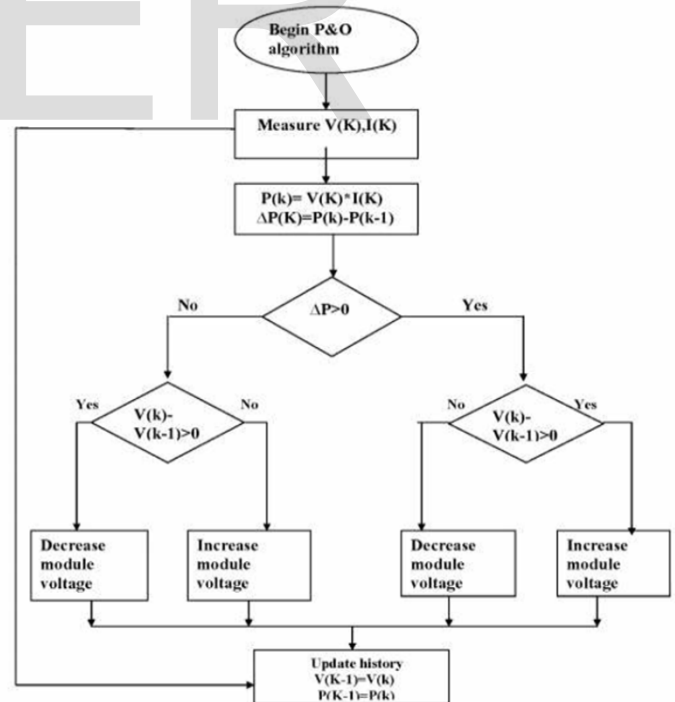 ER
Begin P&O
algorithm
Measure V(K),I(K)
P(k)= V(K)*I(K)
ΔP(K)=P(k)-P(k-1)
No
ΔP>0
Yes
Yes
V(k)-
V(k-1)>0
No
No
V(k)-
V(k-1)>0
Yes
Decrease
module
voltage
Increase
module
voltage
Decrease
module
voltage
Increase
module
voltage
Update history
V(K-1)=V(k)
P(K-1)=P(k)